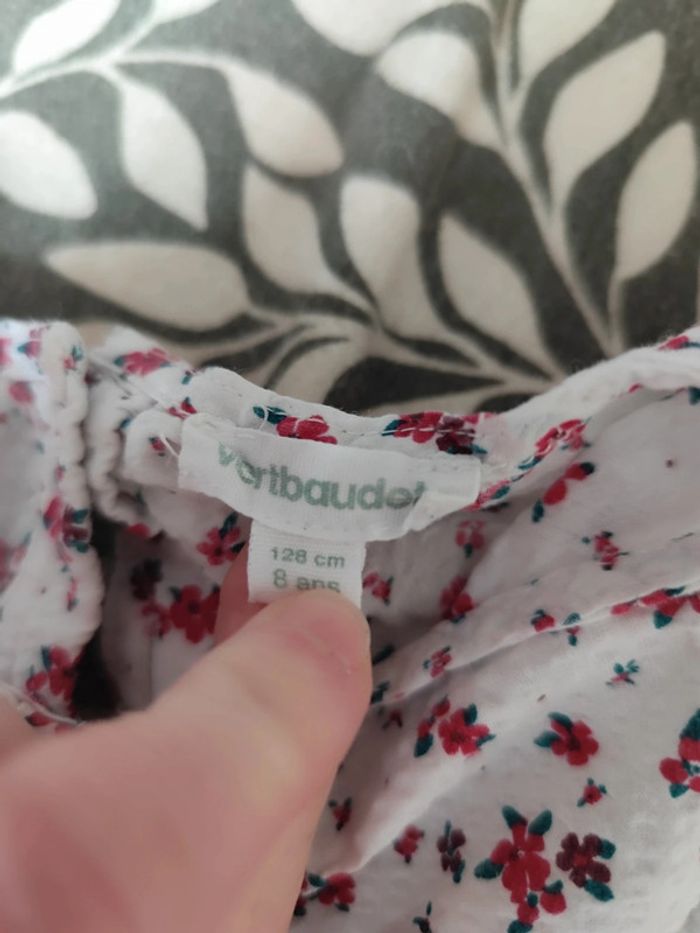 vertbaudet
128 cm
8 ans